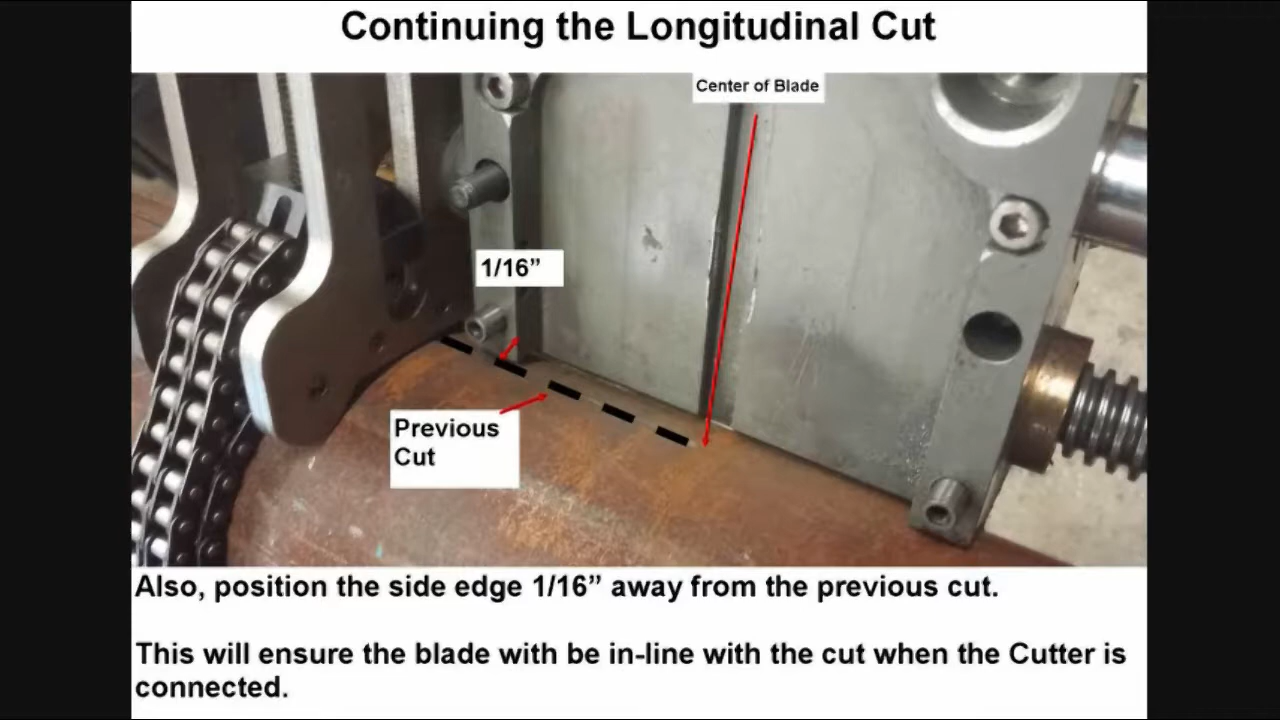 Continuing the Longitudinal Cut
Center of Blade
1/16”
Previous
Cut
Also, position the side edge 1/16” away from the previous cut.
This will ensure the blade with be in-line with the cut when the Cutter is
connected.